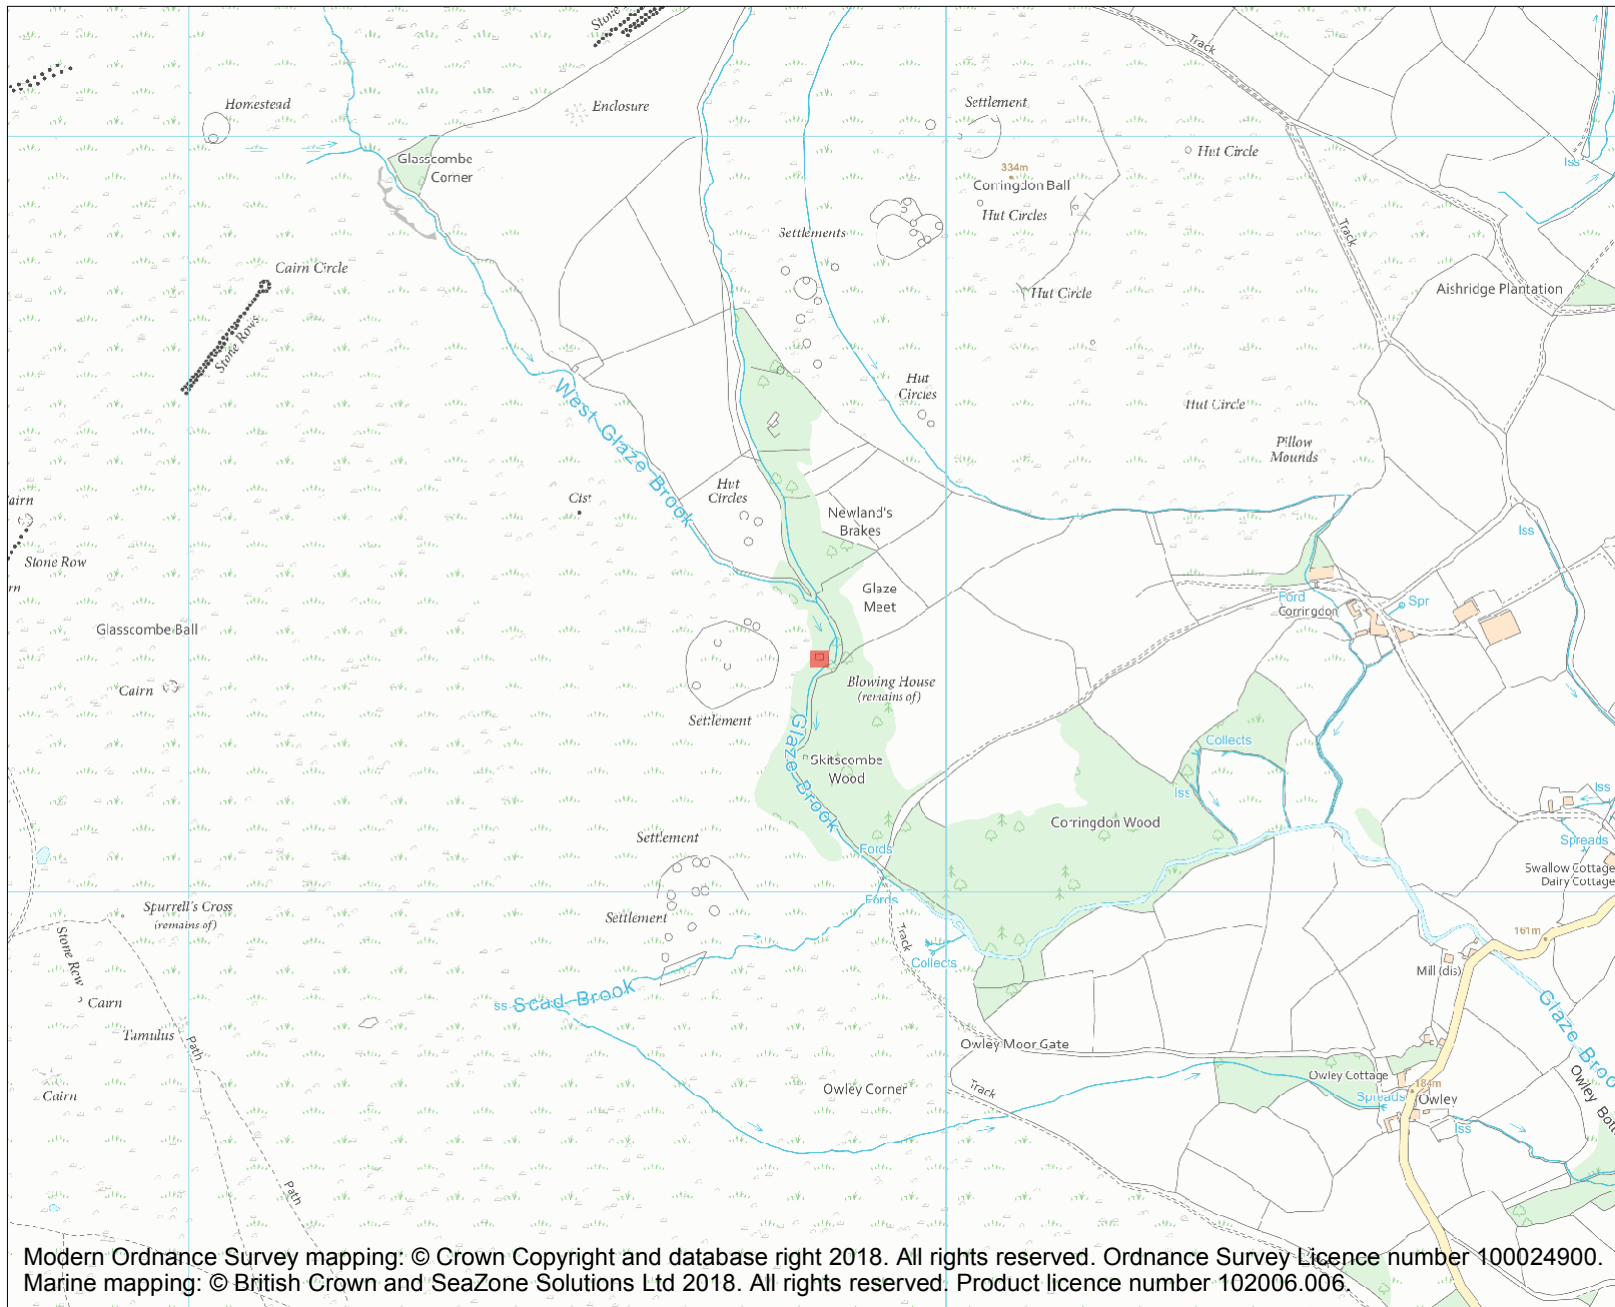 Stone
Track
Homestead
Enclosure
Settlement
Glasscombe
Corner
334m
Corringdon Ball
Hut Circle
Iss
Hut Circles
Track
Settlements
Cairn Circle
Hut Circle
Aishridge Plantation
Stone Rows
Hut
Circles
Hut Circle
West Glaze Brook
Pillow
Mounds
Cist
Hut
Circles
Newland's
Brakes
Iss
Stone Row
Glaze
Meet
Ford
Corringdon
Spr
Glasscombe Ball
Cairn
Blowing House
(remains of)
Settlement
Glaze Brook
Skitscombe
Wood
Collects
Iss
Iss
Corringdon Wood
Settlement
Fords
Spreads
Swallow Cottage
Dairy Cottage
Fords
Spurrell's Cross
(remains of)
Settlement
Stone Row
Track
161m
Collects
Mill (dis)
Cairn
ss
Scad Brook
Glaze Broo
Tumulus
Path
Owley Moor Gate
Owley Cottage
Owley Corner
Track
184m
Cairn
Spreads
Owley
Owley Bott
Iss
Path
Modern Ordnance Survey mapping: © Crown Copyright and database right 2018. All rights reserved. Ordnance Survey Licence number 100024900.
Marine mapping: © British Crown and SeaZone Solutions Ltd 2018. All rights reserved. Product licence number 102006.006.